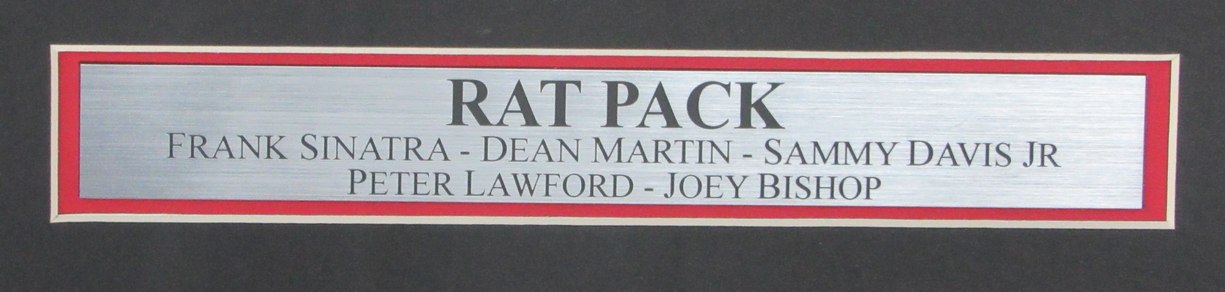 RAT PACK
FRANK SINATRA - DEAN MARTIN - SAMMY DAVIS JR
PETER LAWFORD - JOEY BISHOP